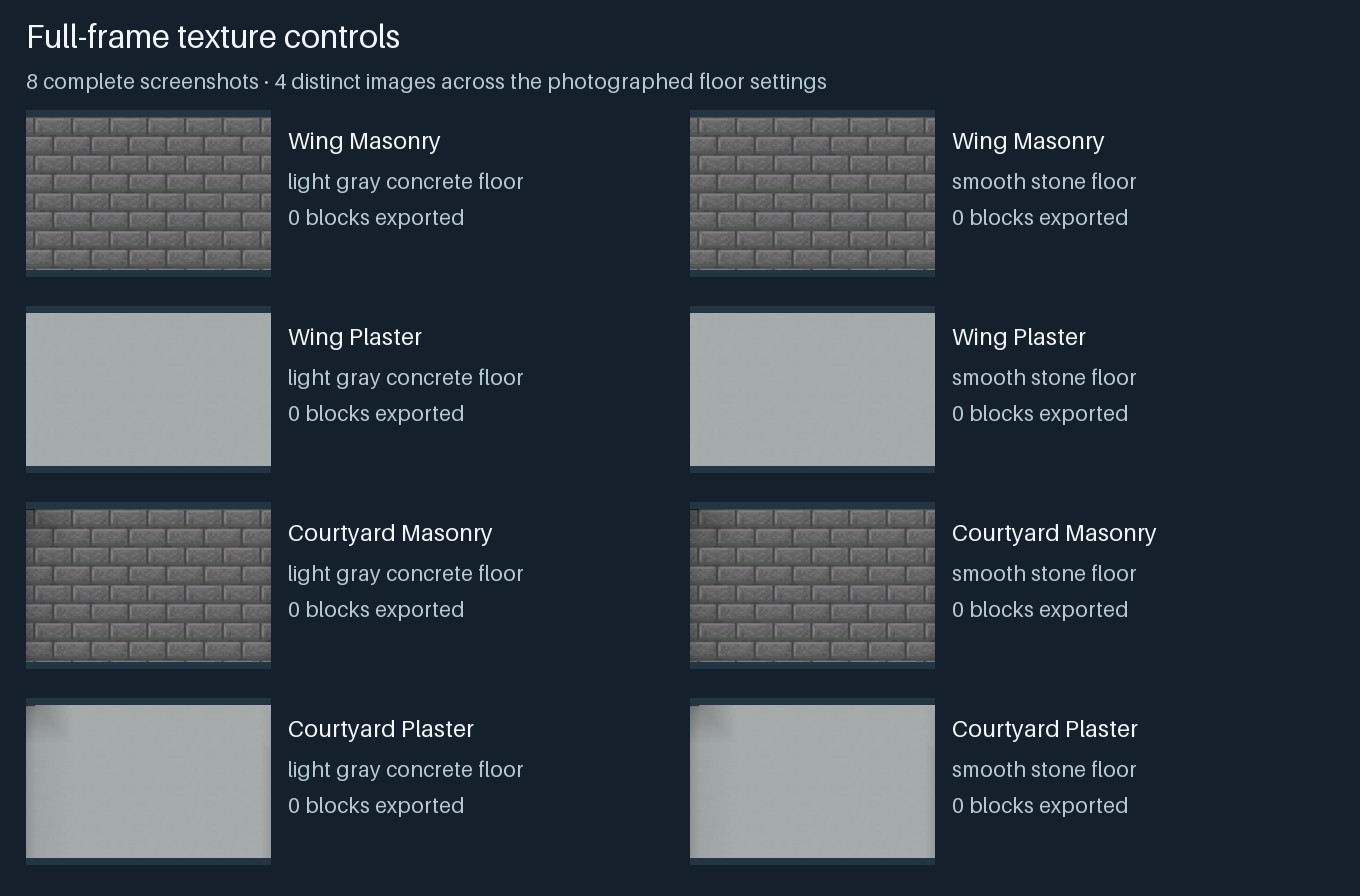 Full-frame texture controls
8 complete screenshots · 4 distinct images across the photographed floor settings
Wing Masonry
light gray concrete floor
0 blocks exported
Wing Masonry
smooth stone floor
0 blocks exported
Wing Plaster
light gray concrete floor
0 blocks exported
Wing Plaster
smooth stone floor
0 blocks exported
Courtyard Masonry
light gray concrete floor
0 blocks exported
Courtyard Masonry
smooth stone floor
0 blocks exported
Courtyard Plaster
light gray concrete floor
0 blocks exported
Courtyard Plaster
smooth stone floor
0 blocks exported